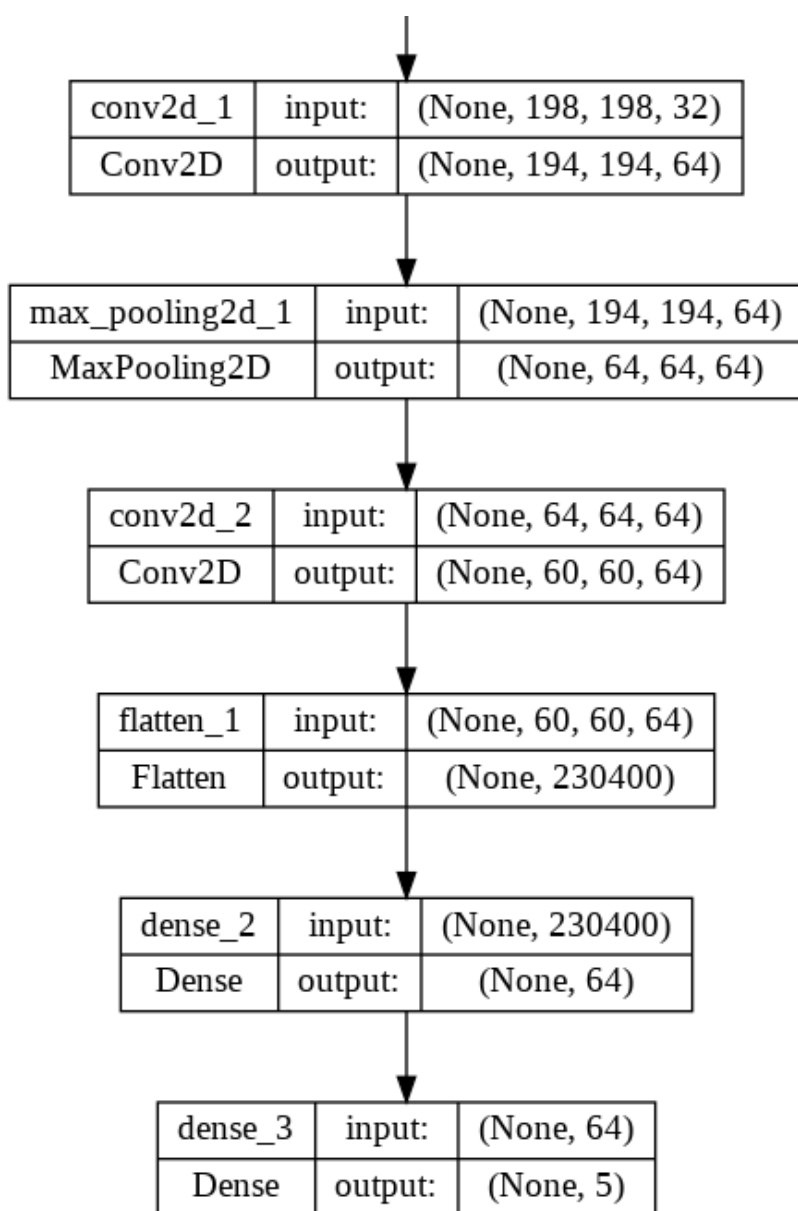 conv2d_1 input: (None, 198, 198, 32)
Conv2D output: (None, 194, 194, 64)
max_pooling2d_1 input: (None, 194, 194, 64)
MaxPooling2D output: (None, 64, 64, 64)
conv2d_2 input: (None, 64, 64, 64)
Conv2D output: (None, 60, 60, 64)
flatten_1 input: (None, 60, 60, 64)
Flatten output: (None, 230400)
dense_2 input: (None, 230400)
Dense output: (None, 64)
dense_3 input: (None, 64)
Dense output: (None, 5)